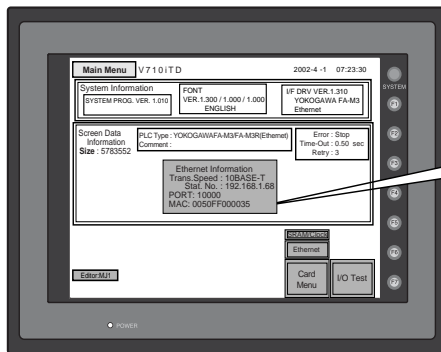 Main Menu V710iTD 2002-4 -1 07:23:30
SYSTEM
System Information
SYSTEM PROG. VER. 1.010
FONT
VER.1.300 / 1.000 / 1.000
ENGLISH
I/F DRV VER.1.310
YOKOGAWA FA-M3
Ethernet
F1
Screen Data
Information
Size : 5783552
PLC Type : YOKOGAWAFA-M3/FA-M3R(Ethernet)
Comment :
Error : Stop
Time-Out : 0.50 sec
Retry : 3
F2
F3
Ethernet Information
Trans.Speed : 10BASE-T
Stat. No. : 192.168.1.68
PORT: 10000
MAC: 0050FF000035
F4
F5
SRAM/Clock
Ethernet
F6
Editor:MJ1
Card
Menu
I/O Test
F7
POWER